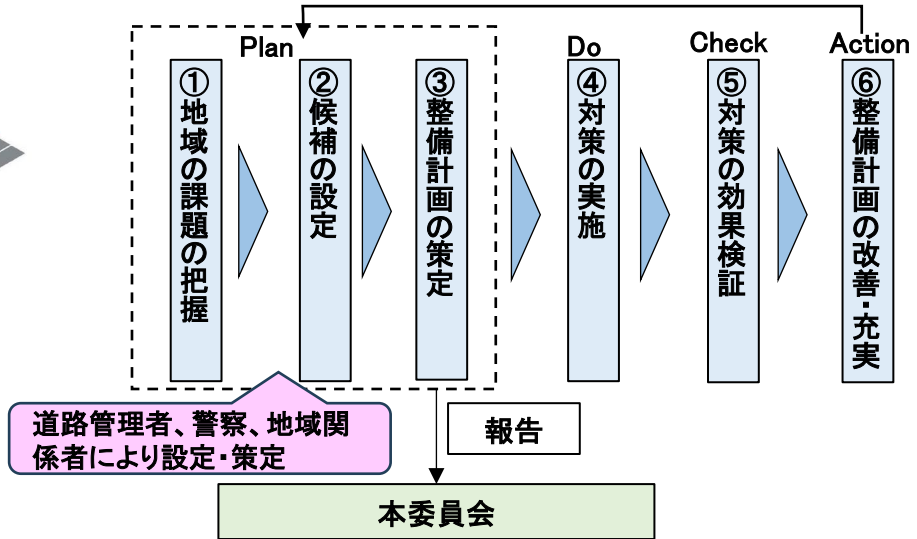 Plan
Do
Check
Action
①地域の課題の把握
②候補の設定
③整備計画の策定
④対策の実施
⑤対策の効果検証
⑥整備計画の改善・充実
道路管理者、警察、地域関
係者により設定・策定
報告
本委員会